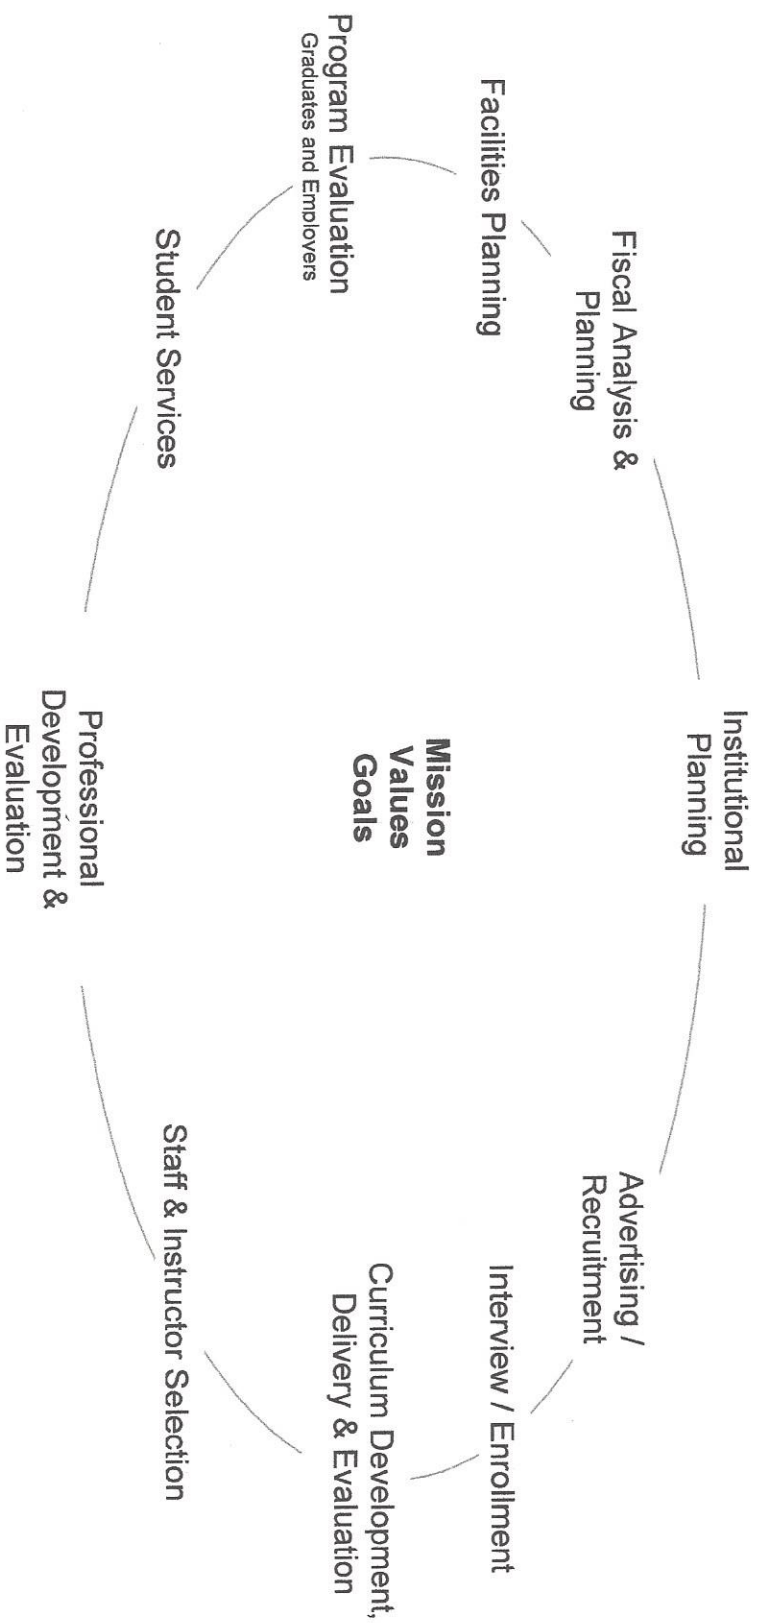 Institutional
Planning
Advertising /
Recruitment
Interview / Enrollment
Curriculum Development,
Delivery & Evaluation
Staff & Instructor Selection
Professional
Development &
Evaluation
Student Services
Program Evaluation
Graduates and Employers
Facilities Planning
Fiscal Analysis &
Planning
Mission
Values
Goals